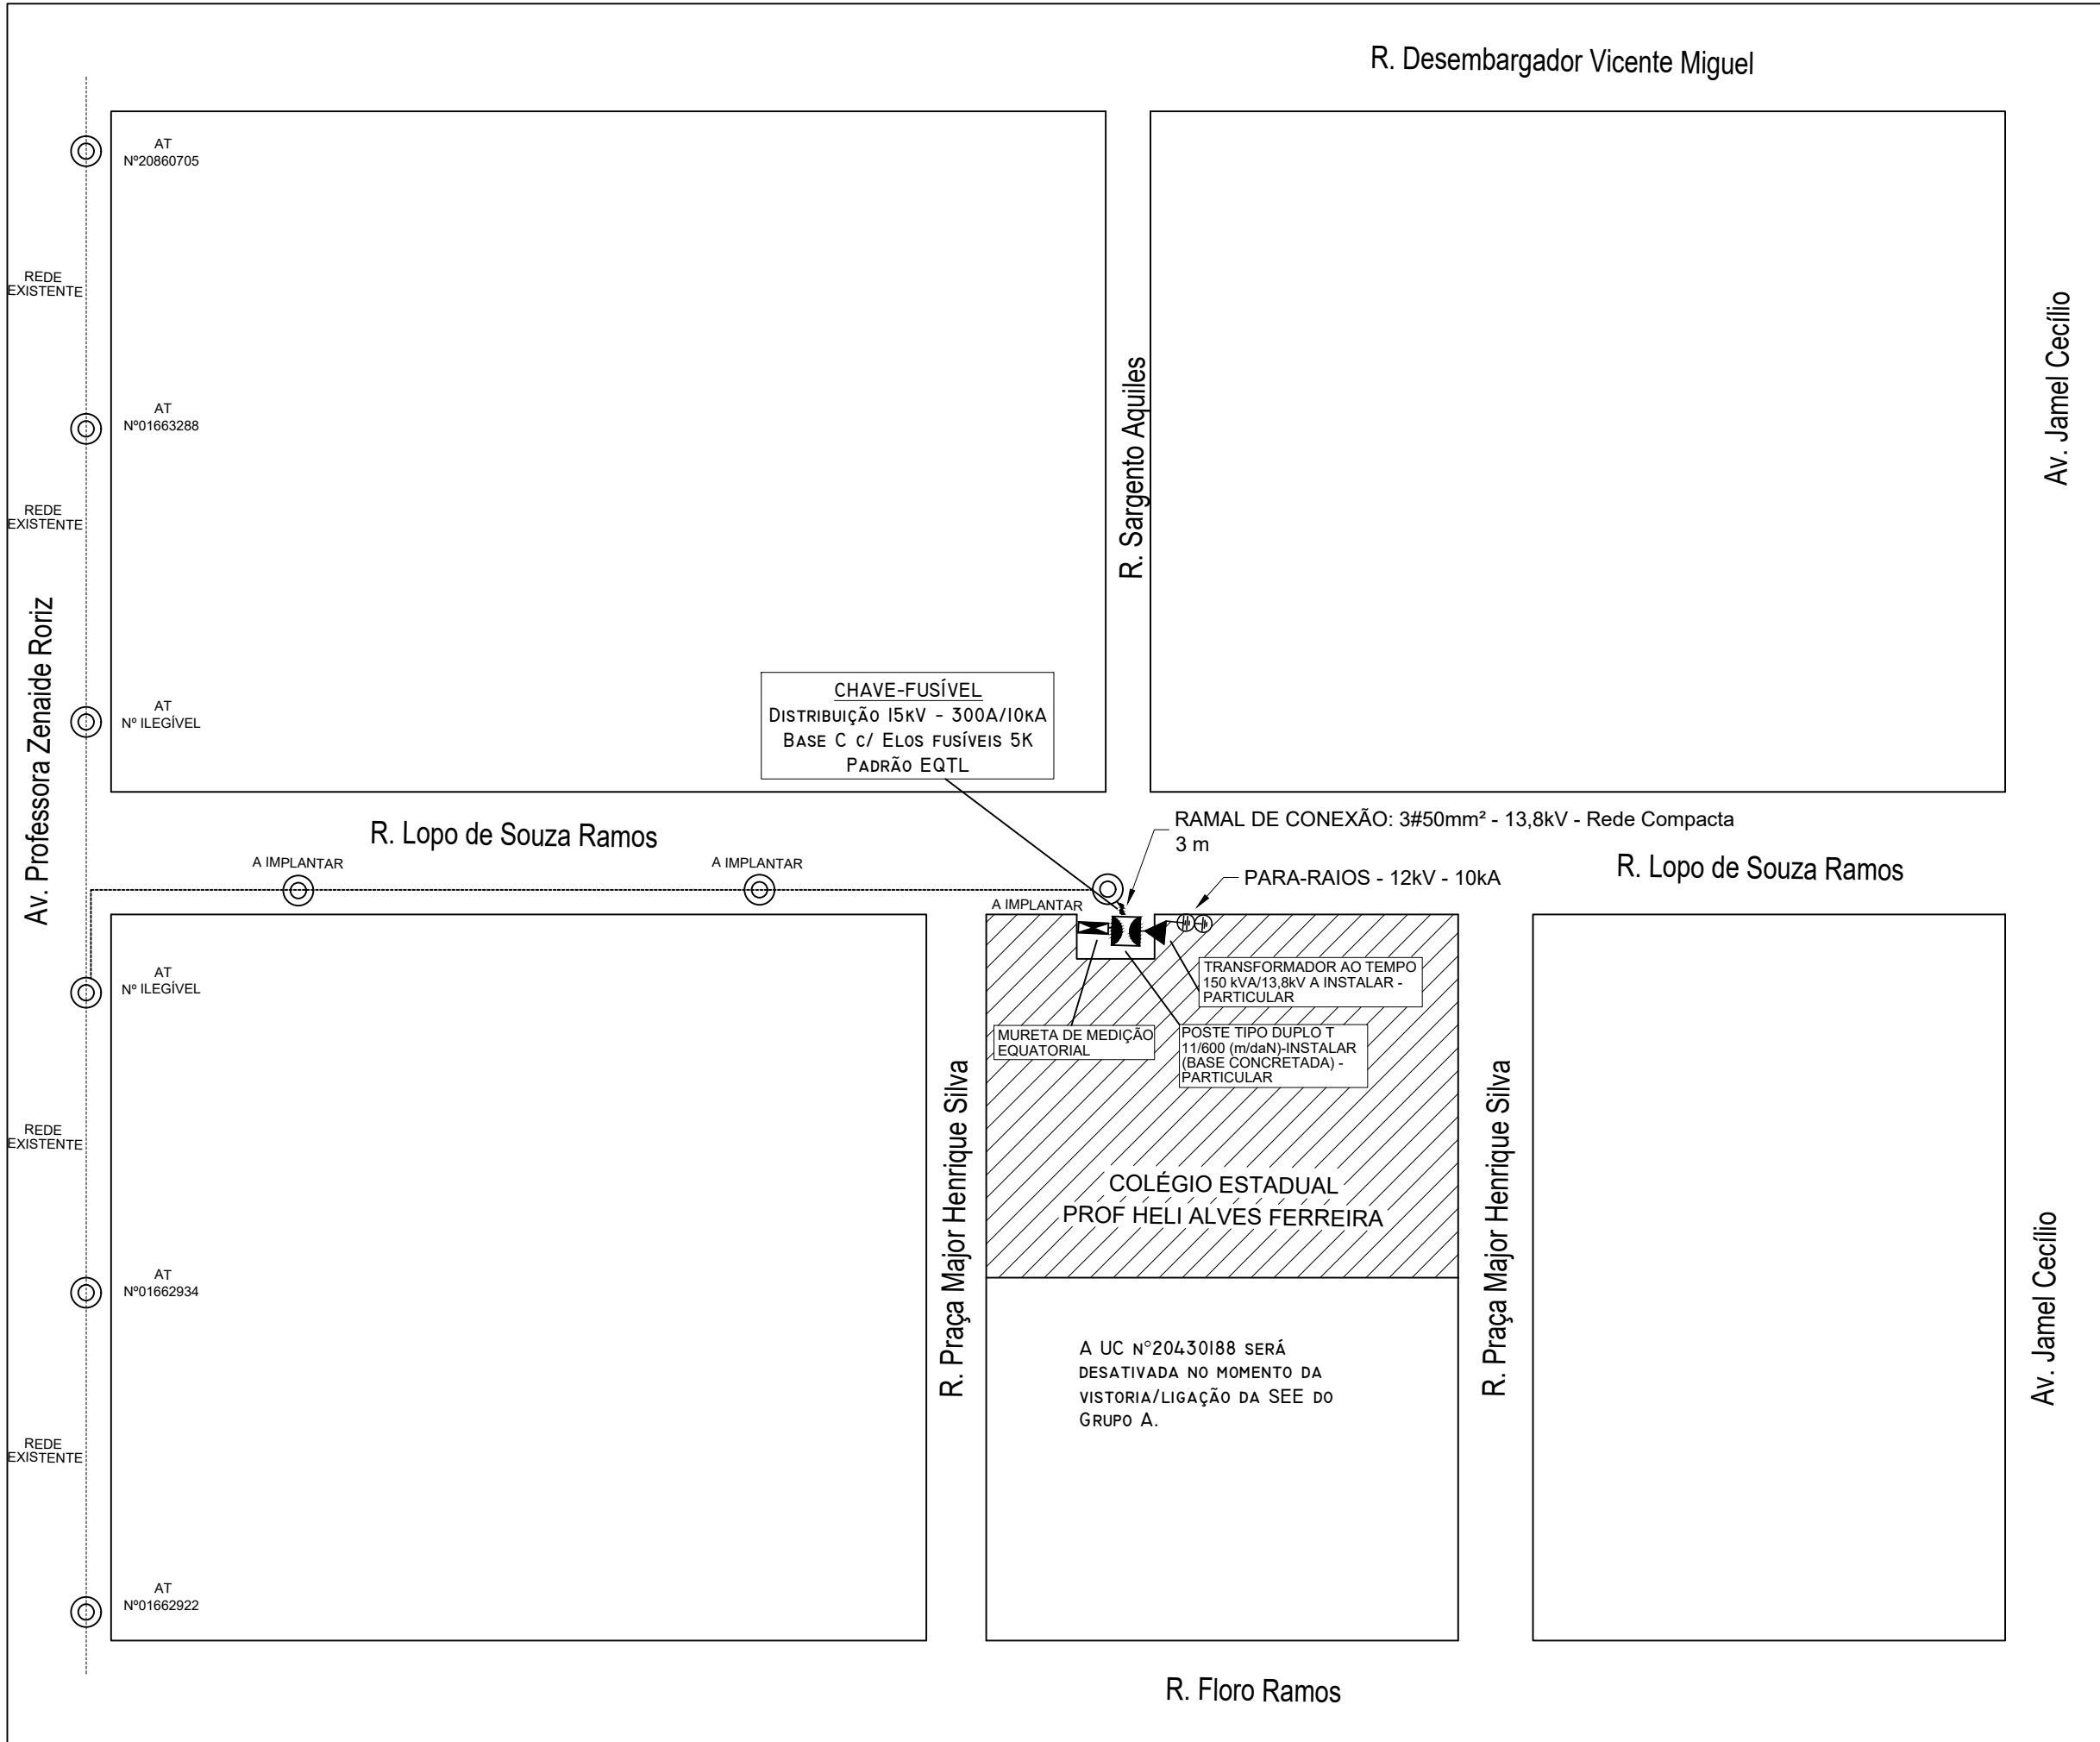 R. Desembargador Vicente Miguel
AT
Nº20860705
REDE
EXISTENTE
AT
Nº01663288
REDE
EXISTENTE
AT
Nº ILEGÍVEL
Av. Professora Zenaide Roriz
R. Sargento Aquiles
Av. Jamel Cecílio
CHAVE-FUSÍVEL
DISTRIBUIÇÃO 15KV - 300A/10KA
BASE C C/ ELOS FUSÍVEIS 5K
PADRÃO EQTL
R. Lopo de Souza Ramos
RAMAL DE CONEXÃO: 3#50mm² - 13,8kV - Rede Compacta
3 m
R. Lopo de Souza Ramos
A IMPLANTAR
A IMPLANTAR
PARA-RAIOS - 12kV - 10kA
A IMPLANTAR
AT
Nº ILEGÍVEL
TRANSFORMADOR AO TEMPO
150 kVA/13,8kV A INSTALAR -
PARTICULAR
MURETA DE MEDIÇÃO
EQUATORIAL
POSTE TIPO DUPLO T
11/600 (m/daN)-INSTALAR
(BASE CONCRETADA) -
PARTICULAR
REDE
EXISTENTE
R. Praça Major Henrique Silva
COLÉGIO ESTADUAL
PROF HELI ALVES FERREIRA
R. Praça Major Henrique Silva
Av. Jamel Cecílio
AT
Nº01662934
A UC N°20430188 SERÁ
DESATIVADA NO MOMENTO DA
VISTORIA/LIGAÇÃO DA SEE DO
GRUPO A.
REDE
EXISTENTE
AT
Nº01662922
R. Floro Ramos